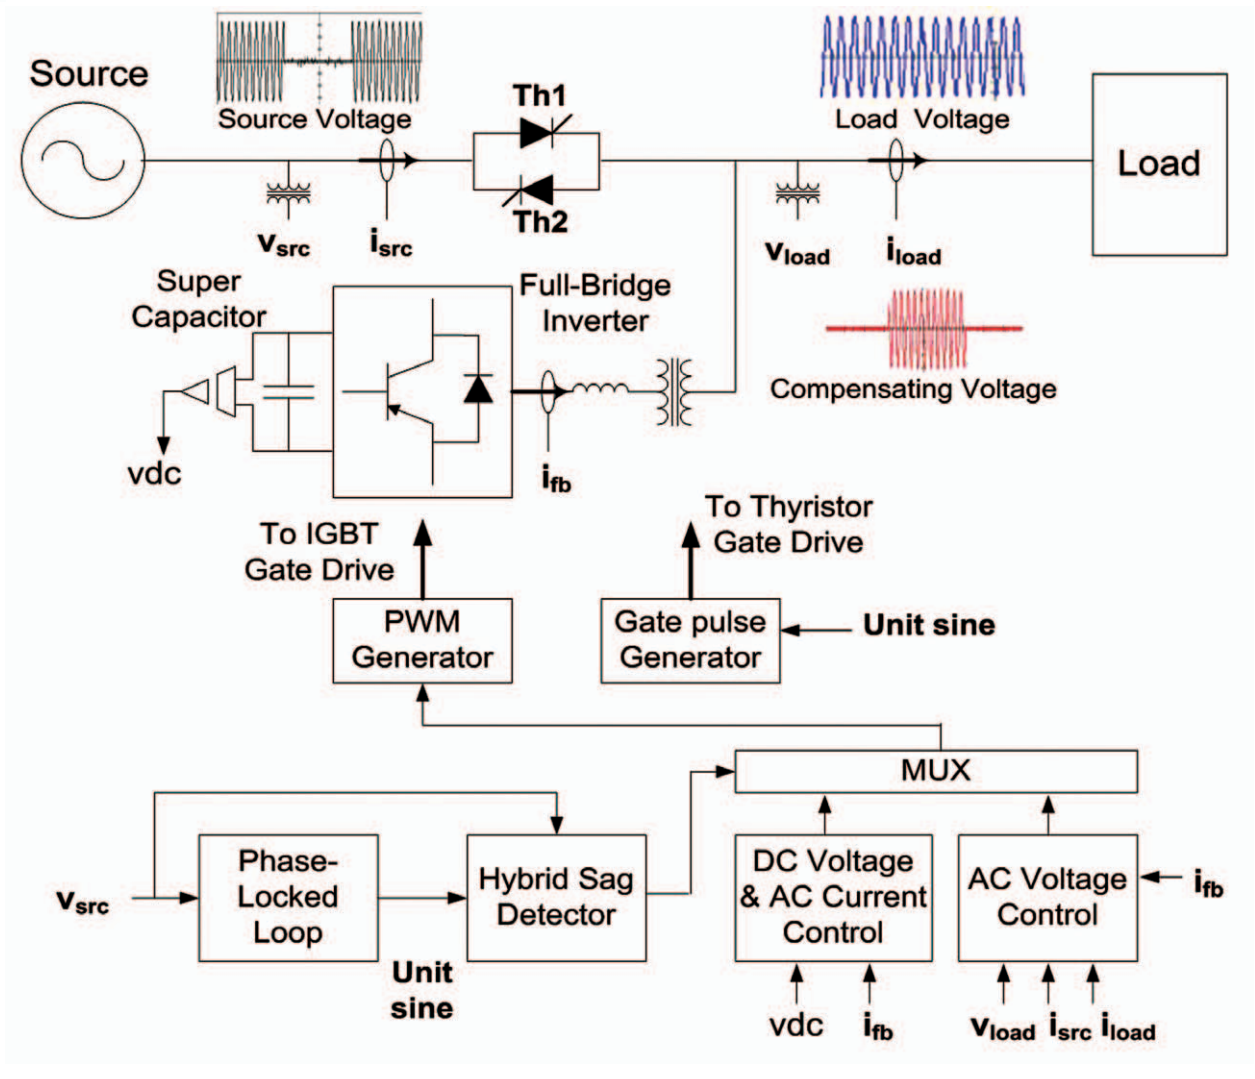 Source
Source Voltage
Th1
Th2
Load Voltage
Load
vsrc
isrc
vload
iload
Super
Capacitor
Full-Bridge
Inverter
Compensating Voltage
vdc
ifb
To IGBT
Gate Drive
To Thyristor
Gate Drive
PWM
Generator
Gate pulse
Generator
Unit sine
MUX
vsrc
Phase-
Locked
Loop
Unit
sine
Hybrid Sag
Detector
DC Voltage
& AC Current
Control
AC Voltage
Control
ifb
vdc
ifb
vload
isrc
iload